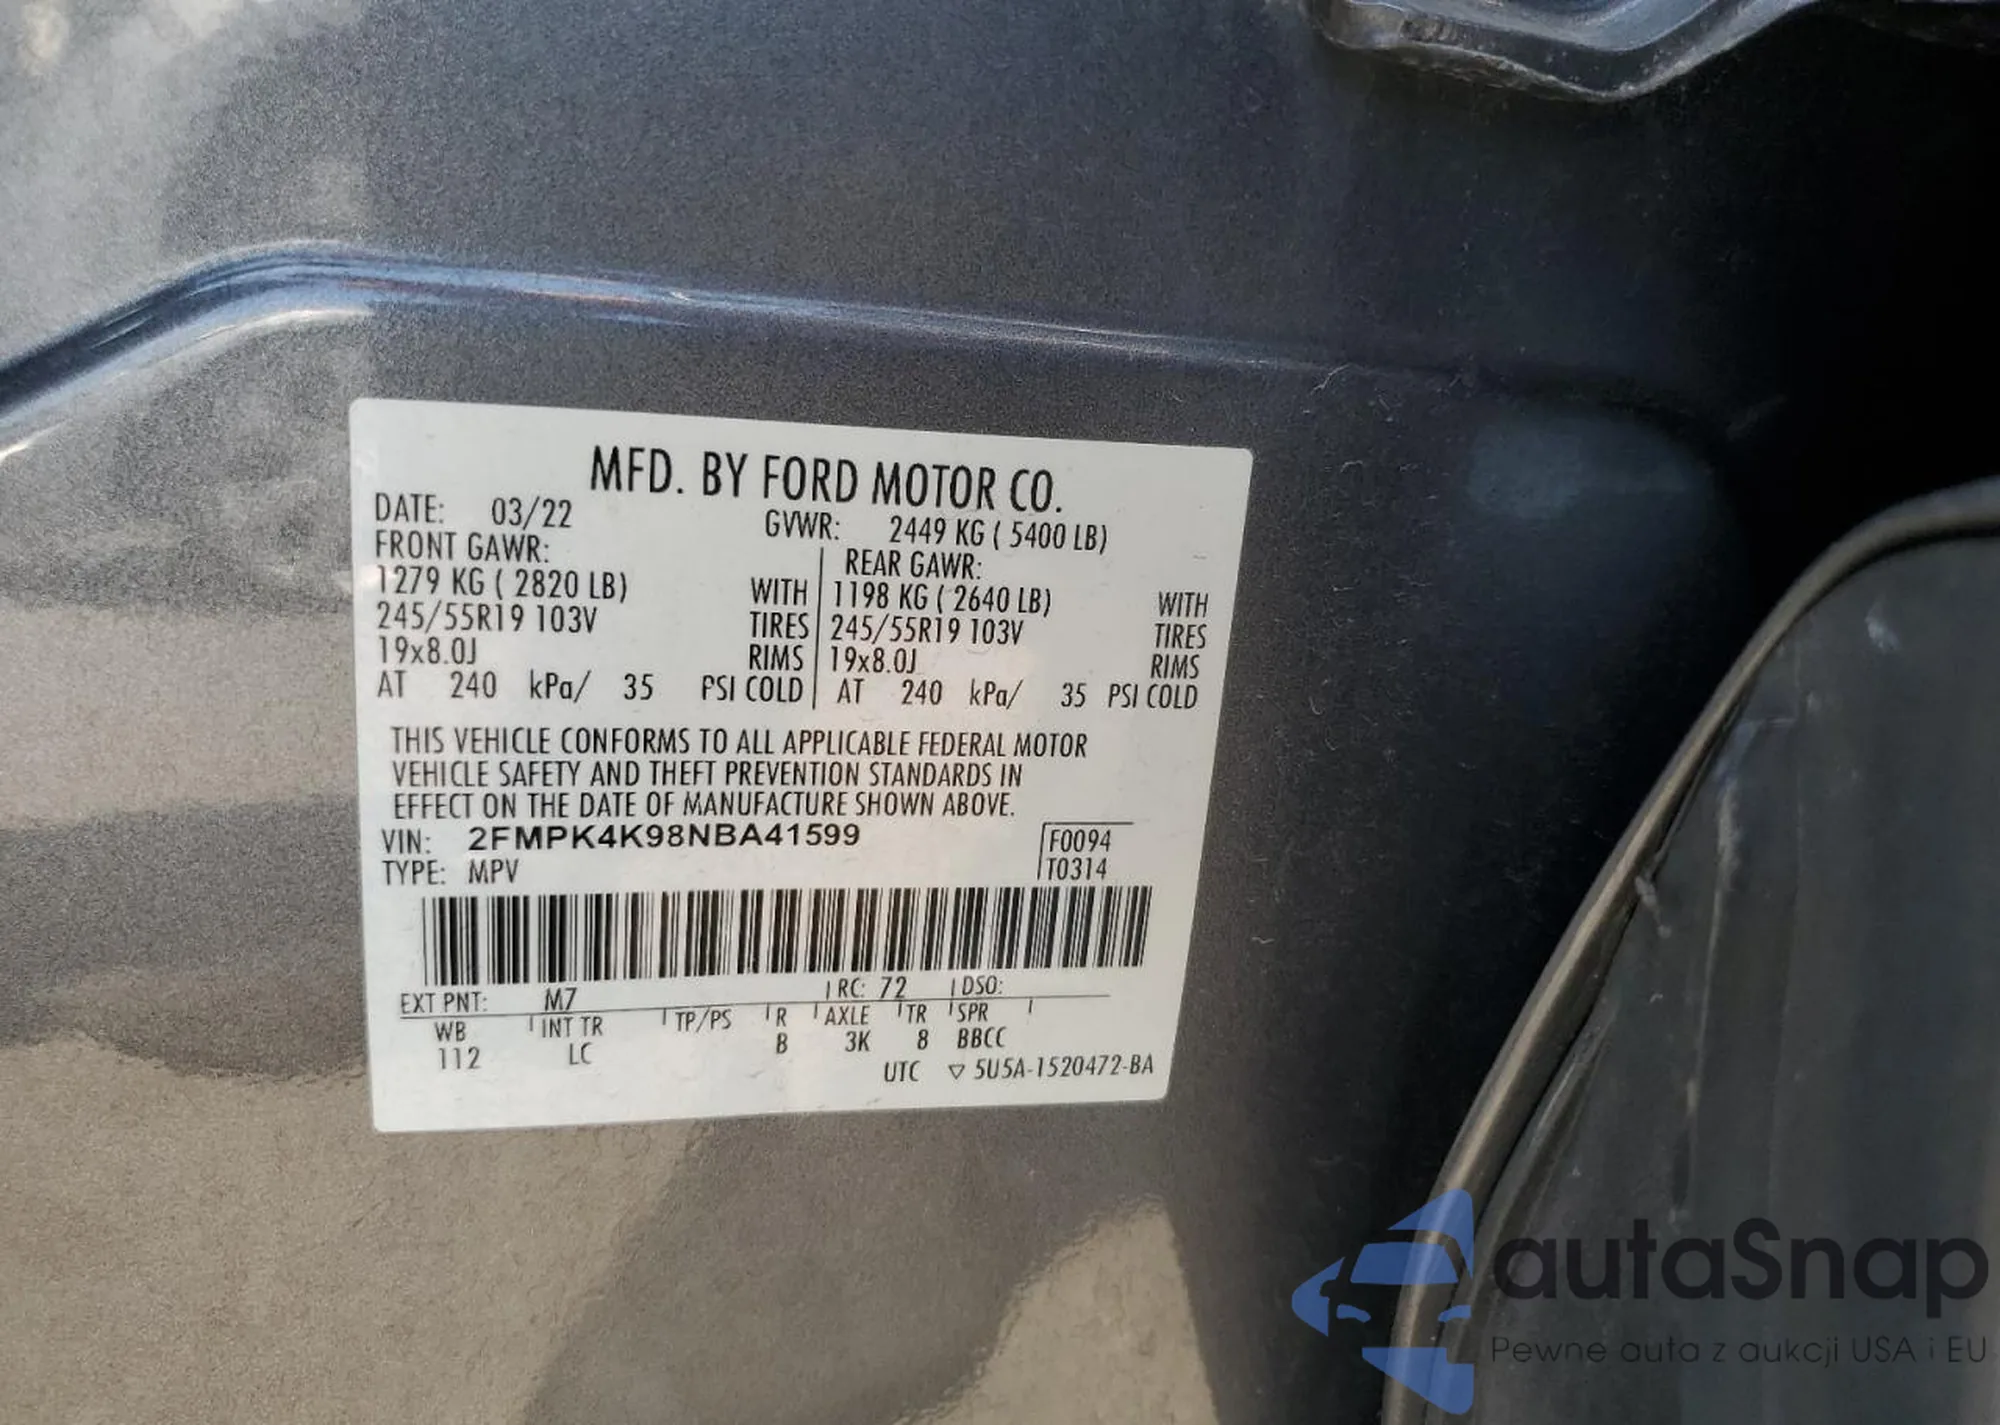 MFD. BY FORD MOTOR CO.
DATE: 03/22 GVWR: 2449 KG ( 5400 LB)
FRONT GAWR: REAR GAWR:
1279 KG ( 2820 LB) WITH 1198 KG ( 2640 LB) WITH
245/55R19 103V TIRES 245/55R19 103V TIRES
19x8.0J RIMS 19x8.0J RIMS
AT 240 kPa/ 35 PSI COLD AT 240 kPa/ 35 PSI COLD
THIS VEHICLE CONFORMS TO ALL APPLICABLE FEDERAL MOTOR
VEHICLE SAFETY AND THEFT PREVENTION STANDARDS IN
EFFECT ON THE DATE OF MANUFACTURE SHOWN ABOVE.
VIN: 2FMPK4K98NBA41599 F0094
TYPE: MPV T0314
EXT PNT: M7 RC: 72 DSO:
WB INT TR TP/PS R AXLE TR SPR
112 LC B 3K 8 BBCC
UTC ▽ 5U5A-1520472-BA
autaSnap
Pewne auta z aukcji USA i EU